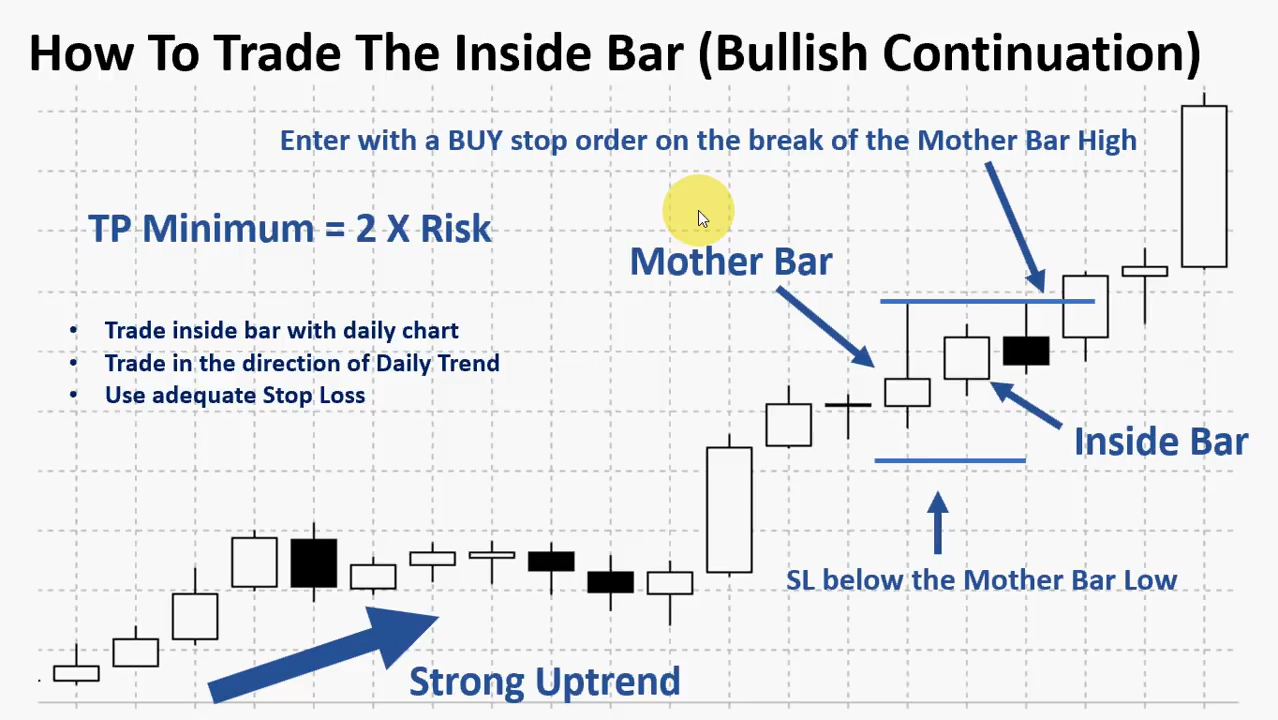 How To Trade The Inside Bar (Bullish Continuation)
Enter with a BUY stop order on the break of the Mother Bar High
TP Minimum = 2 X Risk
Mother Bar
• Trade inside bar with daily chart
• Trade in the direction of Daily Trend
• Use adequate Stop Loss
Inside Bar
SL below the Mother Bar Low
Strong Uptrend